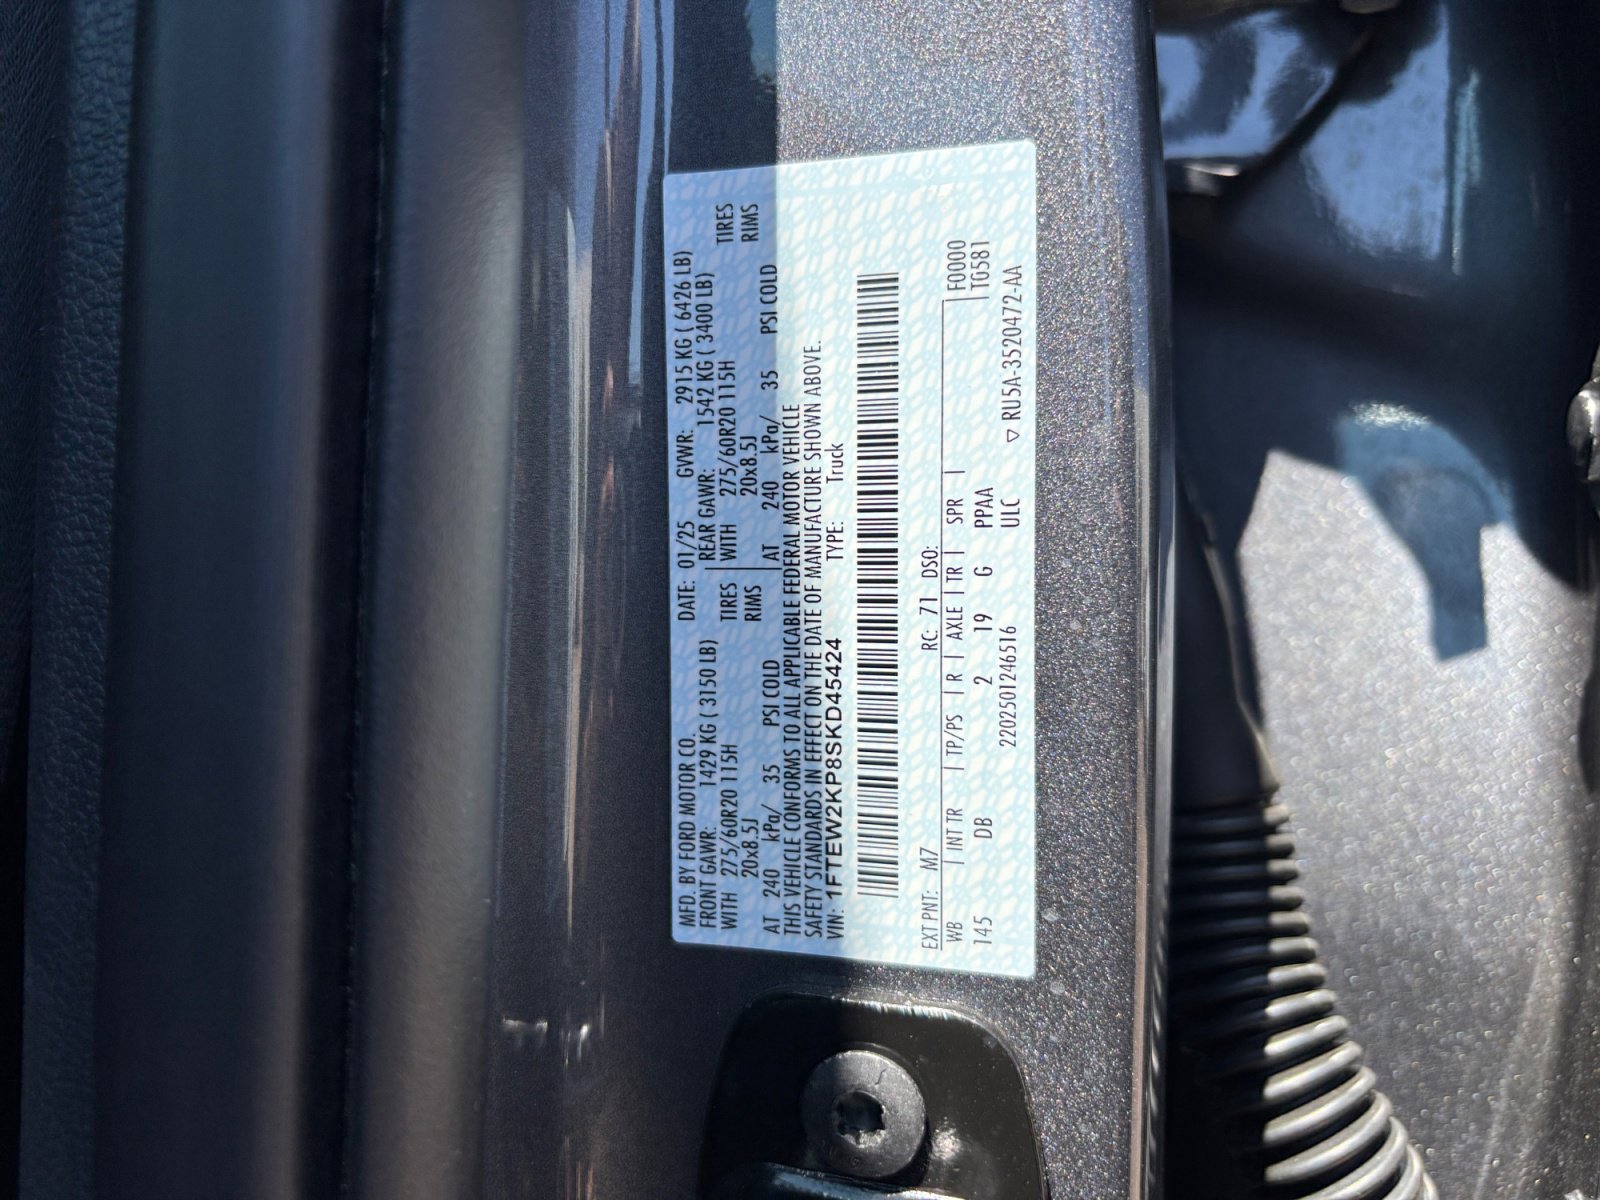 MFD. BY FORD MOTOR CO. DATE: 01/25 GVWR: 2915 KG ( 6426 LB)
FRONT GAWR: 1429 KG ( 3150 LB) REAR GAWR: 1542 KG ( 3400 LB)
WITH 275/60R20 115H TIRES WITH 275/60R20 115H TIRES
20x8.5J RIMS 20x8.5J RIMS
AT 240 kPa/ 35 PSI COLD AT 240 kPa/ 35 PSI COLD
THIS VEHICLE CONFORMS TO ALL APPLICABLE FEDERAL MOTOR VEHICLE
SAFETY STANDARDS IN EFFECT ON THE DATE OF MANUFACTURE SHOWN ABOVE.
VIN: 1FTEW2KP8SKD45424 TYPE: Truck
EXT PNT: M7 RC: 71 DSO:
WB | INT TR | TP/PS | R | AXLE | TR | SPR | F0000
145 DB 2 19 G PPAA TG581
2202501246516 ULC ▽ RU5A-3520472-AA